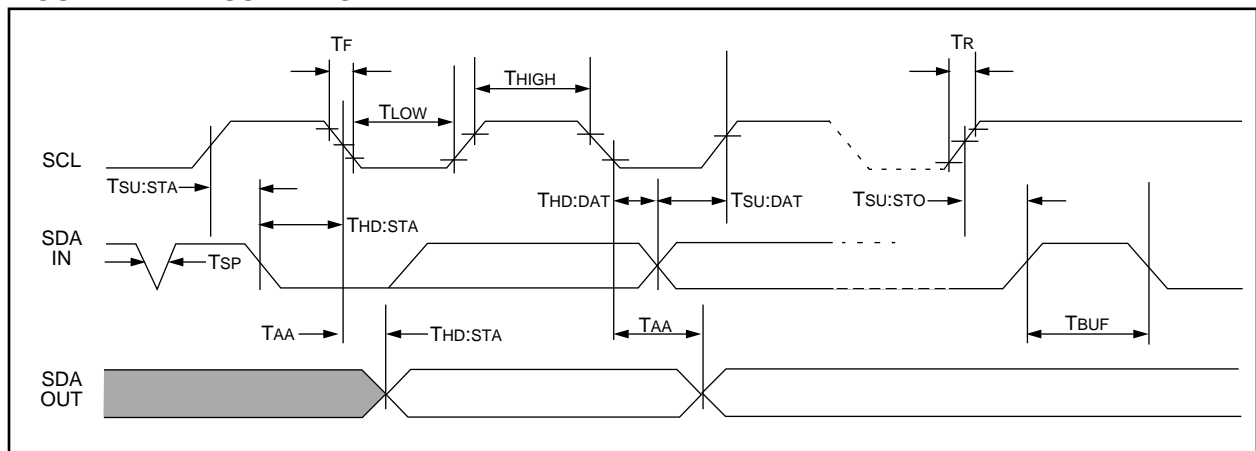 TF
TR
THIGH
TLOW
SCL
TSU:STA
THD:DAT
TSU:DAT
TSU:STO
THD:STA
SDA
IN
TSP
TAA
THD:STA
TAA
TBUF
SDA
OUT